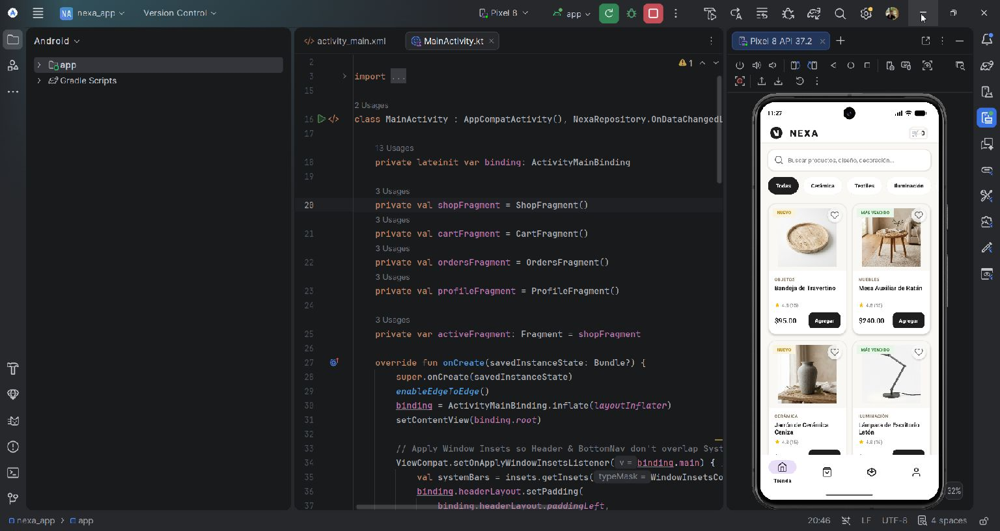 NA nexa_app Version Control Pixel 8 app
Android
app
Gradle Scripts
activity_main.xml MainActivity.kt
1
2
3 import ...
15
2 Usages
16 class MainActivity : AppCompatActivity(), NexaRepository.OnDataChangedL
17
13 Usages
18 private lateinit var binding: ActivityMainBinding
19
3 Usages
20 private val shopFragment = ShopFragment()
3 Usages
21 private val cartFragment = CartFragment()
3 Usages
22 private val ordersFragment = OrdersFragment()
3 Usages
23 private val profileFragment = ProfileFragment()
24
3 Usages
25 private var activeFragment: Fragment = shopFragment
26
27 override fun onCreate(savedInstanceState: Bundle?) {
28 super.onCreate(savedInstanceState)
29 enableEdgeToEdge()
30 binding = ActivityMainBinding.inflate(layoutInflater)
31 setContentView(binding.root)
32
33 // Apply Window Insets so Header & BottomNav don't overlap Syst
34 ViewCompat.setOnApplyWindowInsetsListener( v = binding.main) {
35 val systemBars = insets.getInsets( typeMask = WindowInsetsCo
36 binding.headerLayout.setPadding(
37 binding.headerLayout.paddingLeft,
Pixel 8 API 37.2
11:27
NEXA 0
Buscar productos, diseño, decoración...
Todas Cerámica Textiles Iluminación
NUEVO MÁS VENDIDO
OBJETOS MUEBLES
Bandeja de Travertino Mesa Auxiliar de Ratán
4.8 (15) 4.8 (15)
$95.00 Agregar $240.00 Agregar
NUEVO MÁS VENDIDO
CERÁMICA ILUMINACIÓN
Jarrón de Cerámica Ceniza
Lámpara de Escritorio Latón
4.8 (15) 4.8 (16)
Tienda
32%
nexa_app app
20:46 LF UTF-8 4 spaces